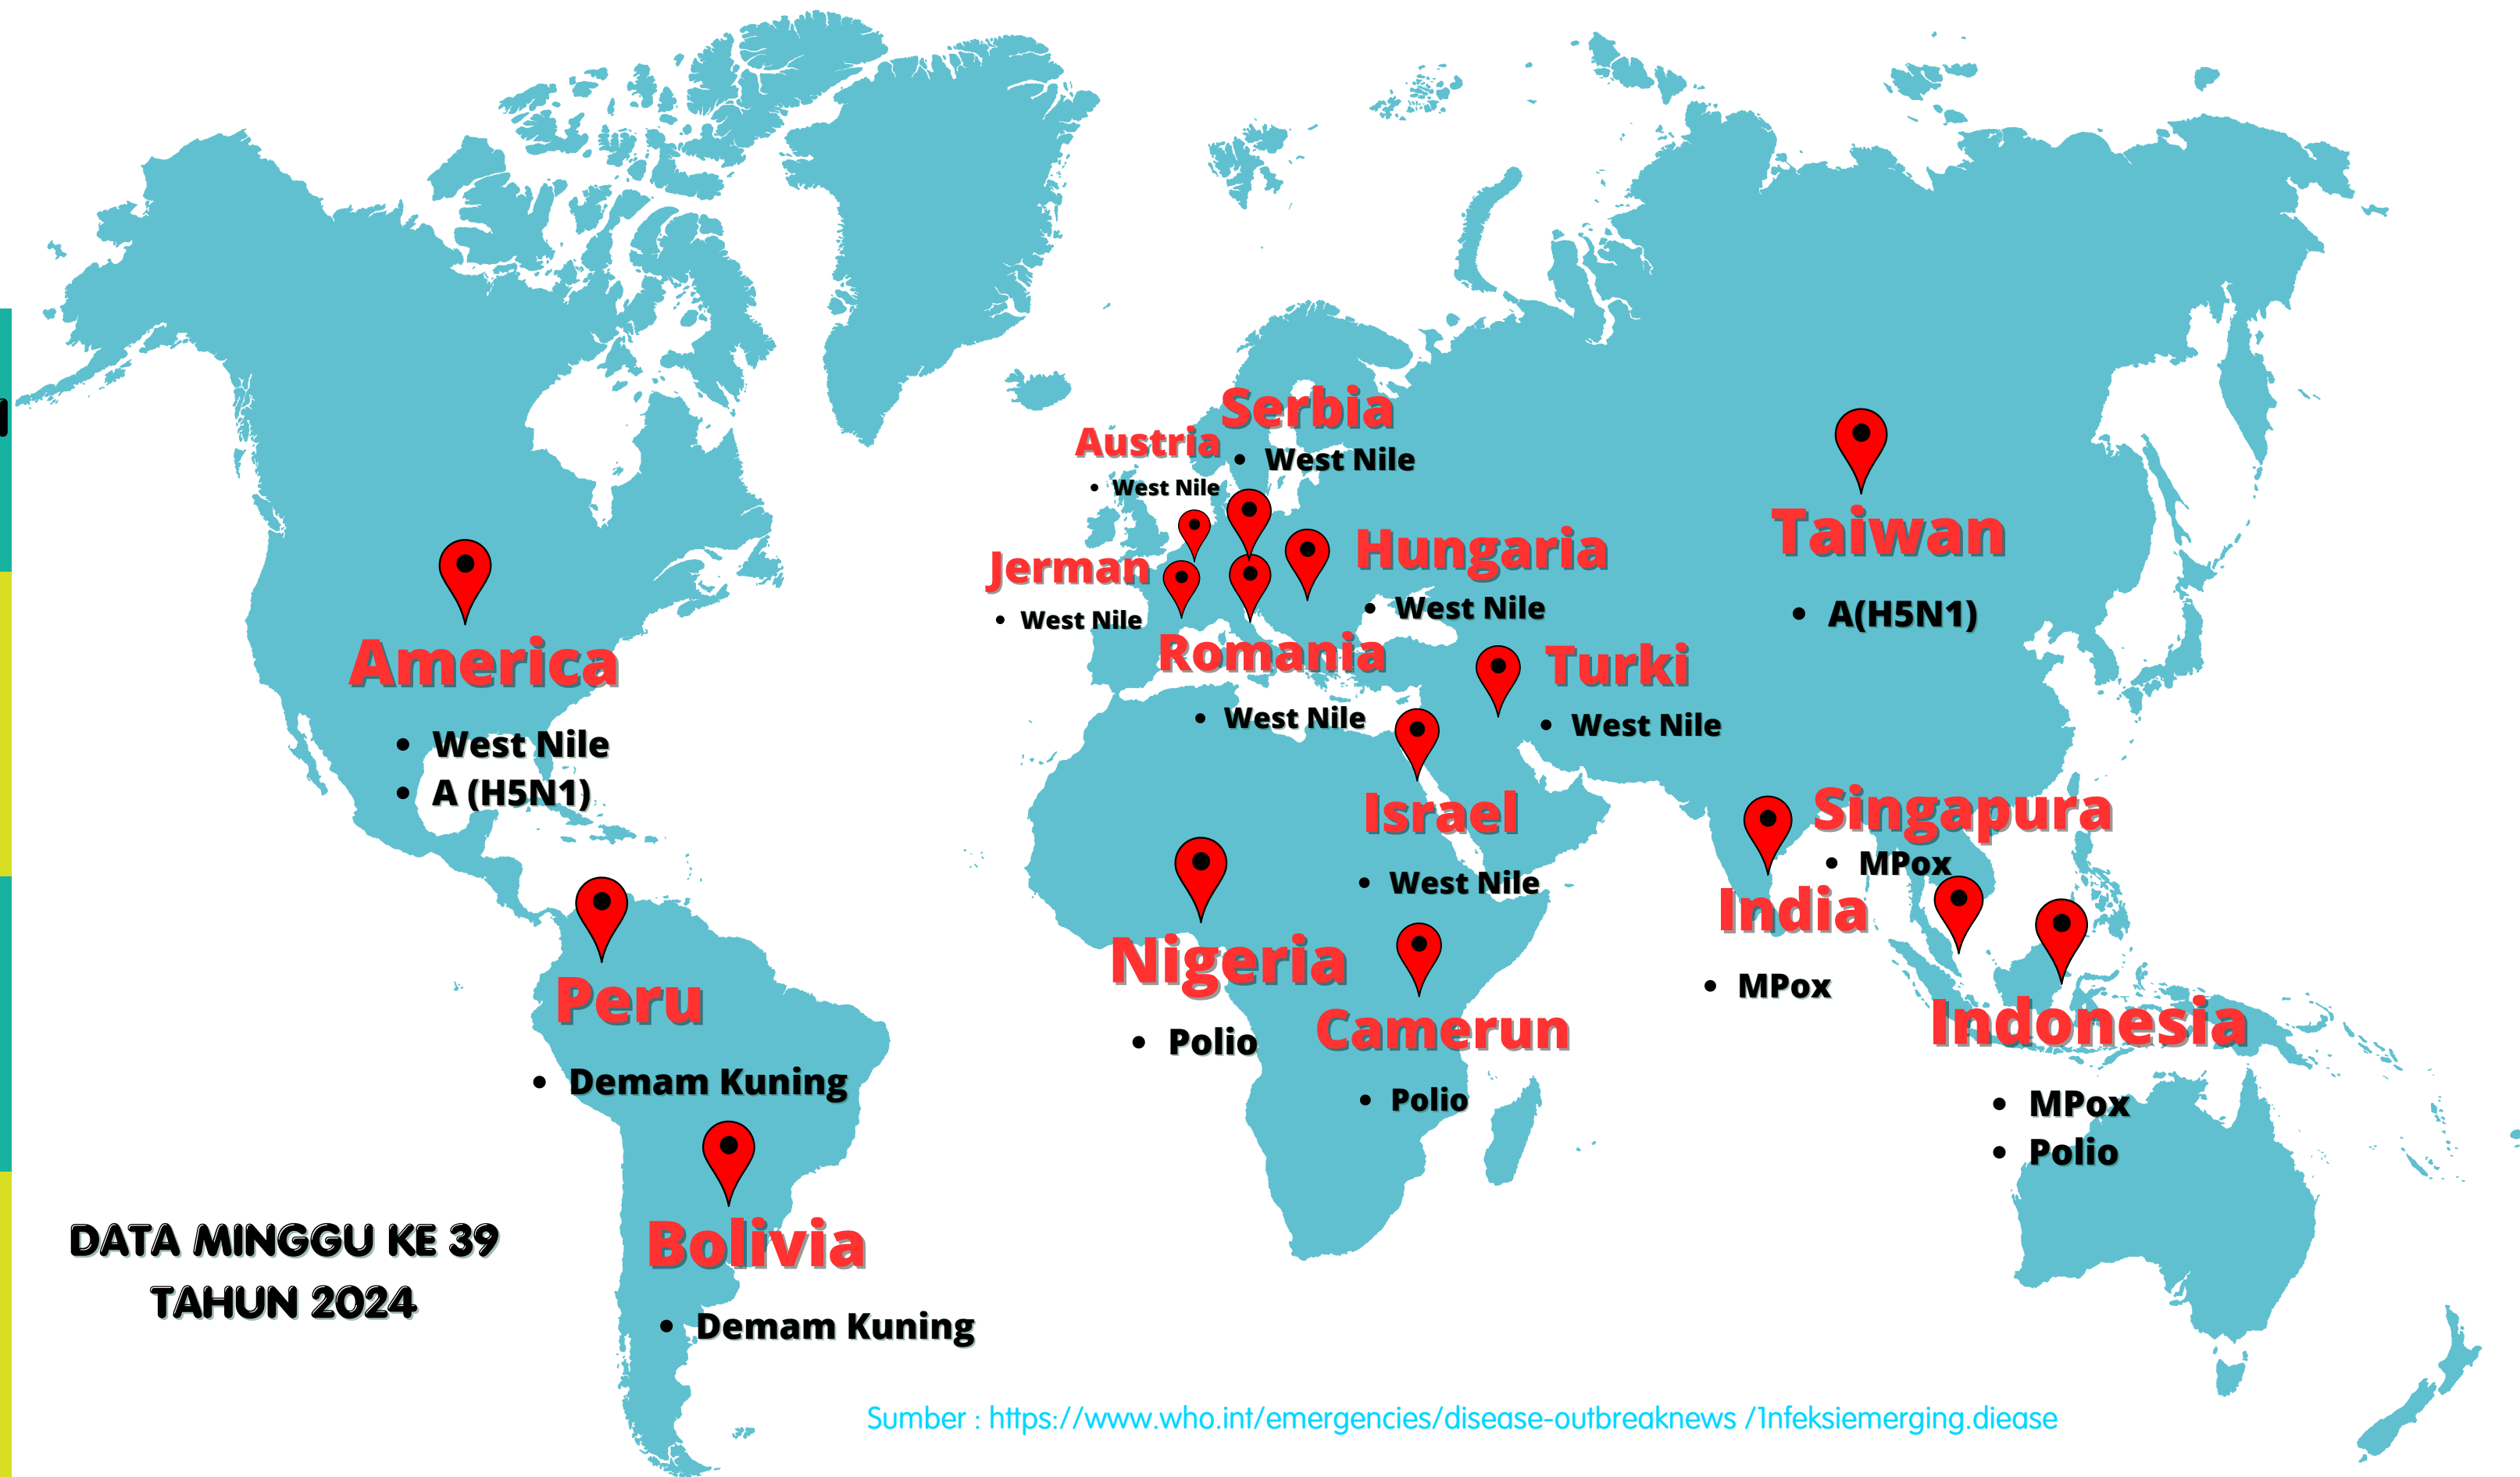 Serbia
• West Nile
Austria
• West Nile
Jerman
• West Nile
Hungaria
• West Nile
Romania
• West Nile
Turki
• West Nile
Taiwan
• A(H5N1)
America
• West Nile
• A (H5N1)
Israel
• West Nile
Singapura
• MPox
India
• MPox
Nigeria
• Polio
Camerun
• Polio
Indonesia
• MPox
• Polio
Peru
• Demam Kuning
Bolivia
• Demam Kuning
DATA MINGGU KE 39
TAHUN 2024
Sumber : https://www.who.int/emergencies/disease-outbreaknews /1nfeksiemerging.diease